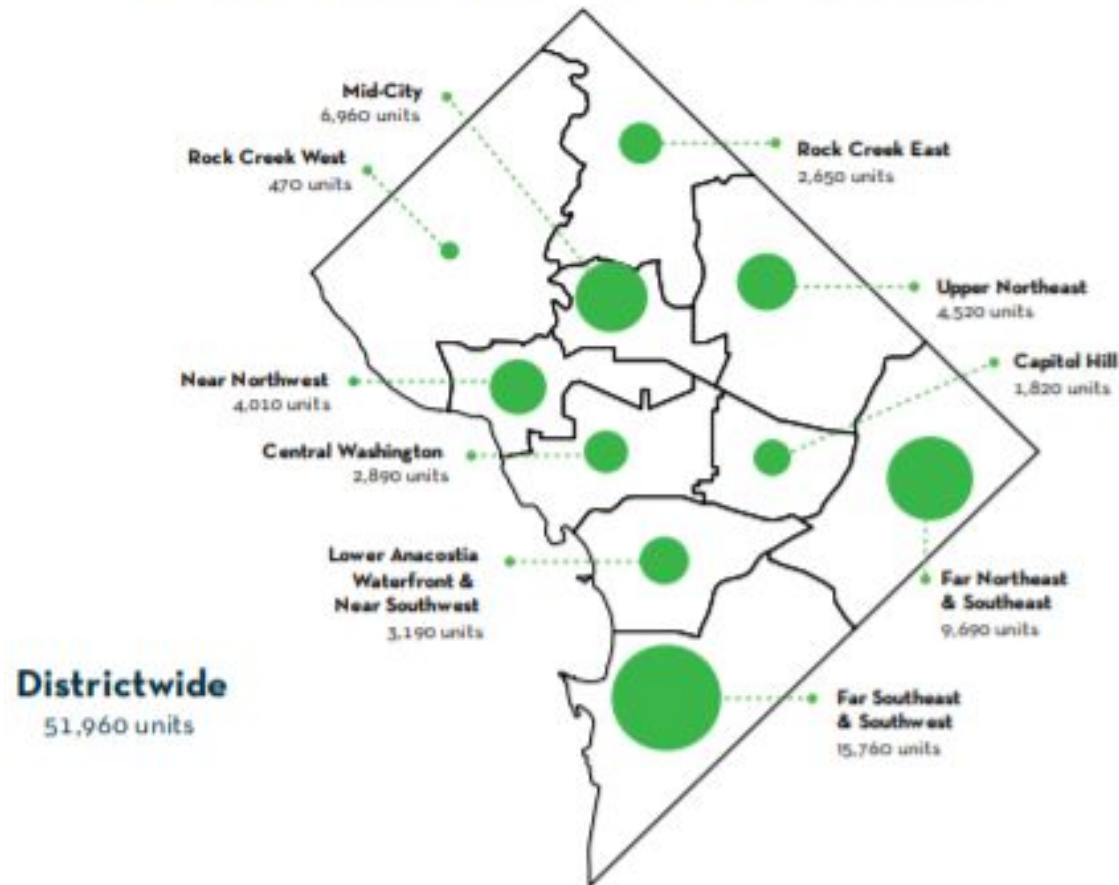 Mid-City
6,960 units
Rock Creek West
470 units
Rock Creek East
2,650 units
Upper Northeast
4,520 units
Capitol Hill
1,820 units
Near Northwest
4,010 units
Central Washington
2,890 units
Lower Anacostia
Waterfront &
Near Southwest
3,190 units
Far Northeast
& Southeast
9,690 units
Districtwide
51,960 units
Far Southeast
& Southwest
15,760 units